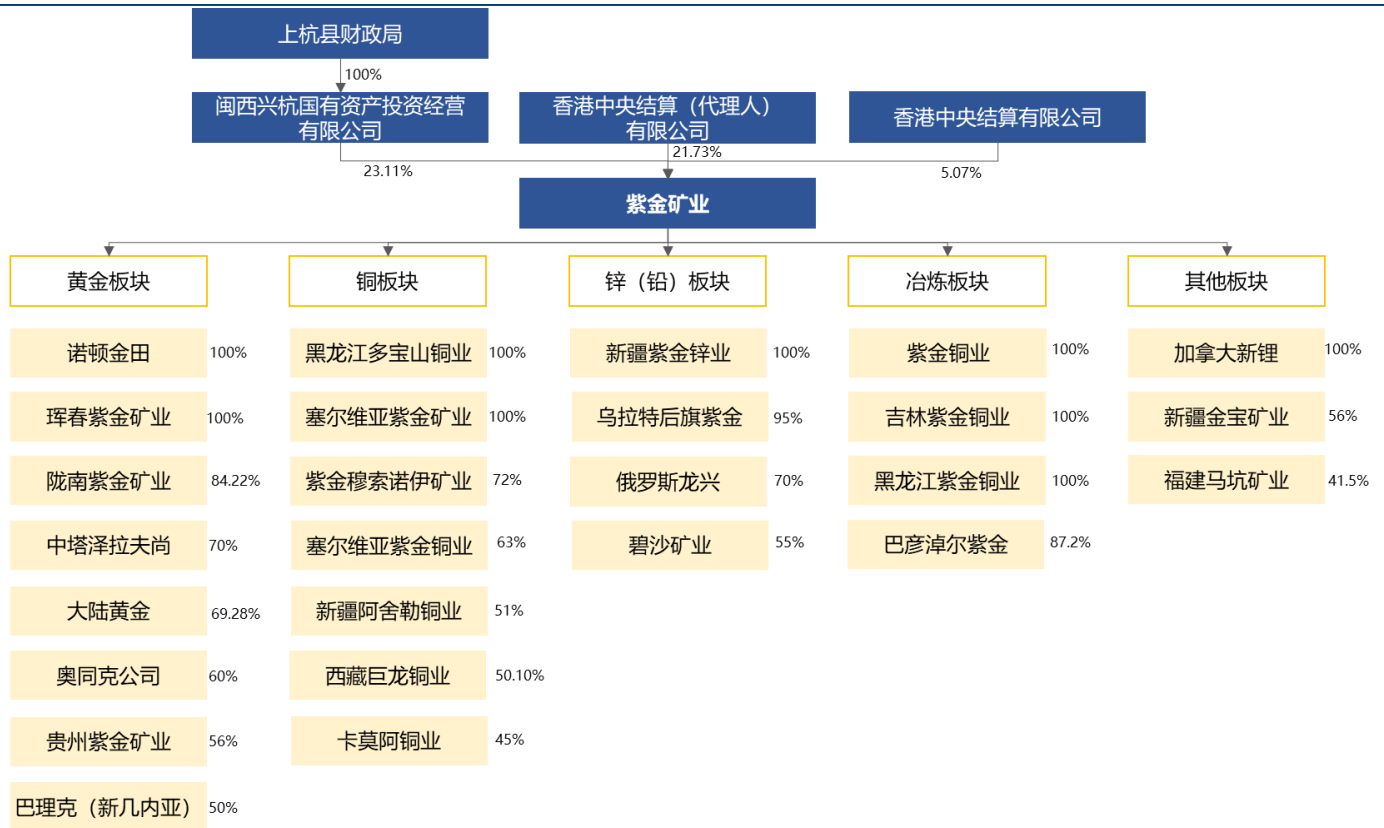 上杭县财政局
100%
闽西兴杭国有资产投资经营
有限公司
香港中央结算（代理人）
有限公司
香港中央结算有限公司
23.11%
21.73%
5.07%
紫金矿业
黄金板块
铜板块
锌（铅）板块
冶炼板块
其他板块
诺顿金田 100%
黑龙江多宝山铜业 100%
新疆紫金锌业 100%
紫金铜业 100%
加拿大新锂 100%
珲春紫金矿业 100%
塞尔维亚紫金矿业 100%
乌拉特后旗紫金 95%
吉林紫金铜业 100%
新疆金宝矿业 56%
陇南紫金矿业 84.22%
紫金穆索诺伊矿业 72%
俄罗斯龙兴 70%
黑龙江紫金铜业 100%
福建马坑矿业 41.5%
中塔泽拉夫尚 70%
塞尔维亚紫金铜业 63%
碧沙矿业 55%
巴彦淖尔紫金 87.2%
大陆黄金 69.28%
新疆阿舍勒铜业 51%
奥同克公司 60%
西藏巨龙铜业 50.10%
贵州紫金矿业 56%
卡莫阿铜业 45%
巴理克（新几内亚） 50%